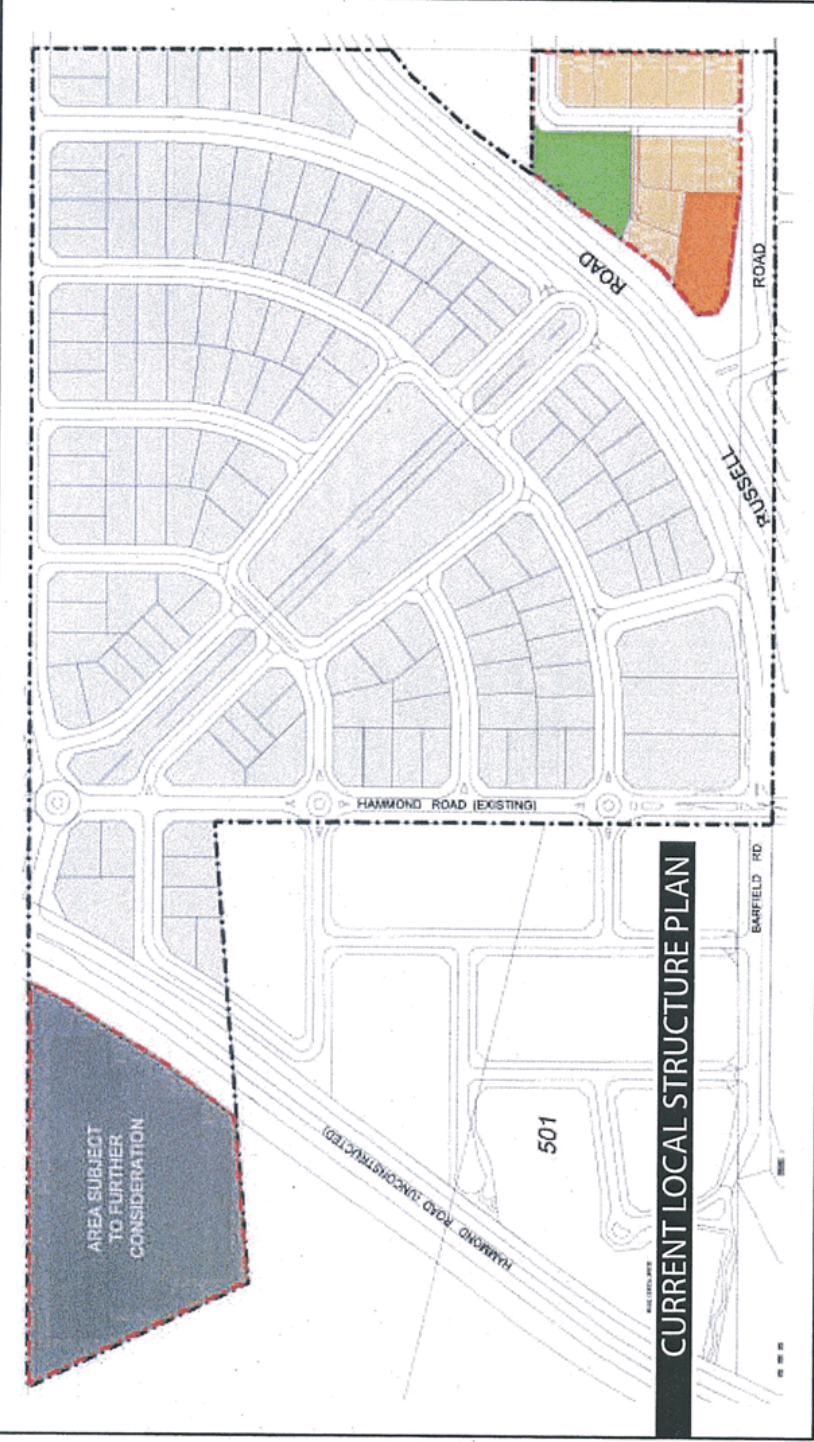 ROAD
ROAD
RUSSELL
HAMMOND ROAD (EXISTING)
BARFIELD RD
CURRENT LOCAL STRUCTURE PLAN
501
HAMMOND ROAD (UNCONSTRUCTED)
AREA SUBJECT
TO FURTHER
CONSIDERATION